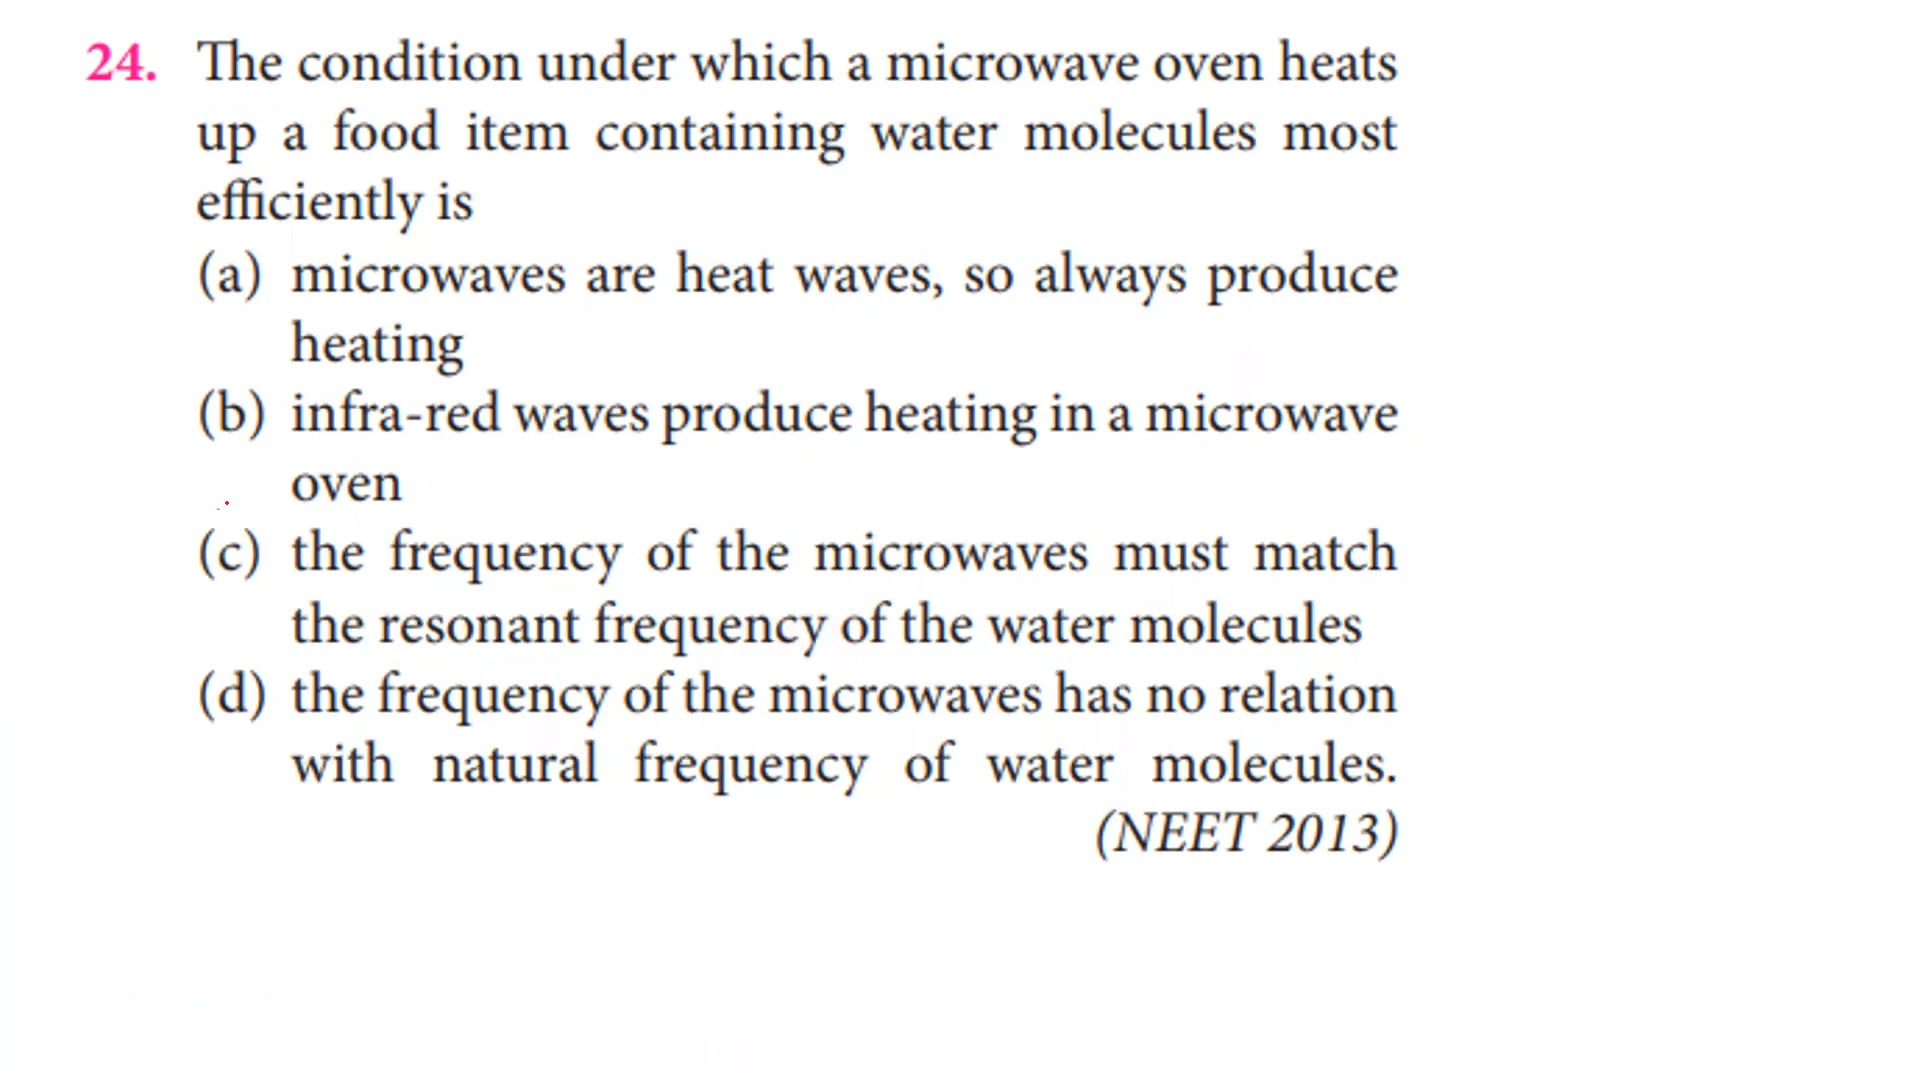 24. The condition under which a microwave oven heats
up a food item containing water molecules most
efficiently is
(a) microwaves are heat waves, so always produce
heating
(b) infra-red waves produce heating in a microwave
oven
(c) the frequency of the microwaves must match
the resonant frequency of the water molecules
(d) the frequency of the microwaves has no relation
with natural frequency of water molecules.
(NEET 2013)